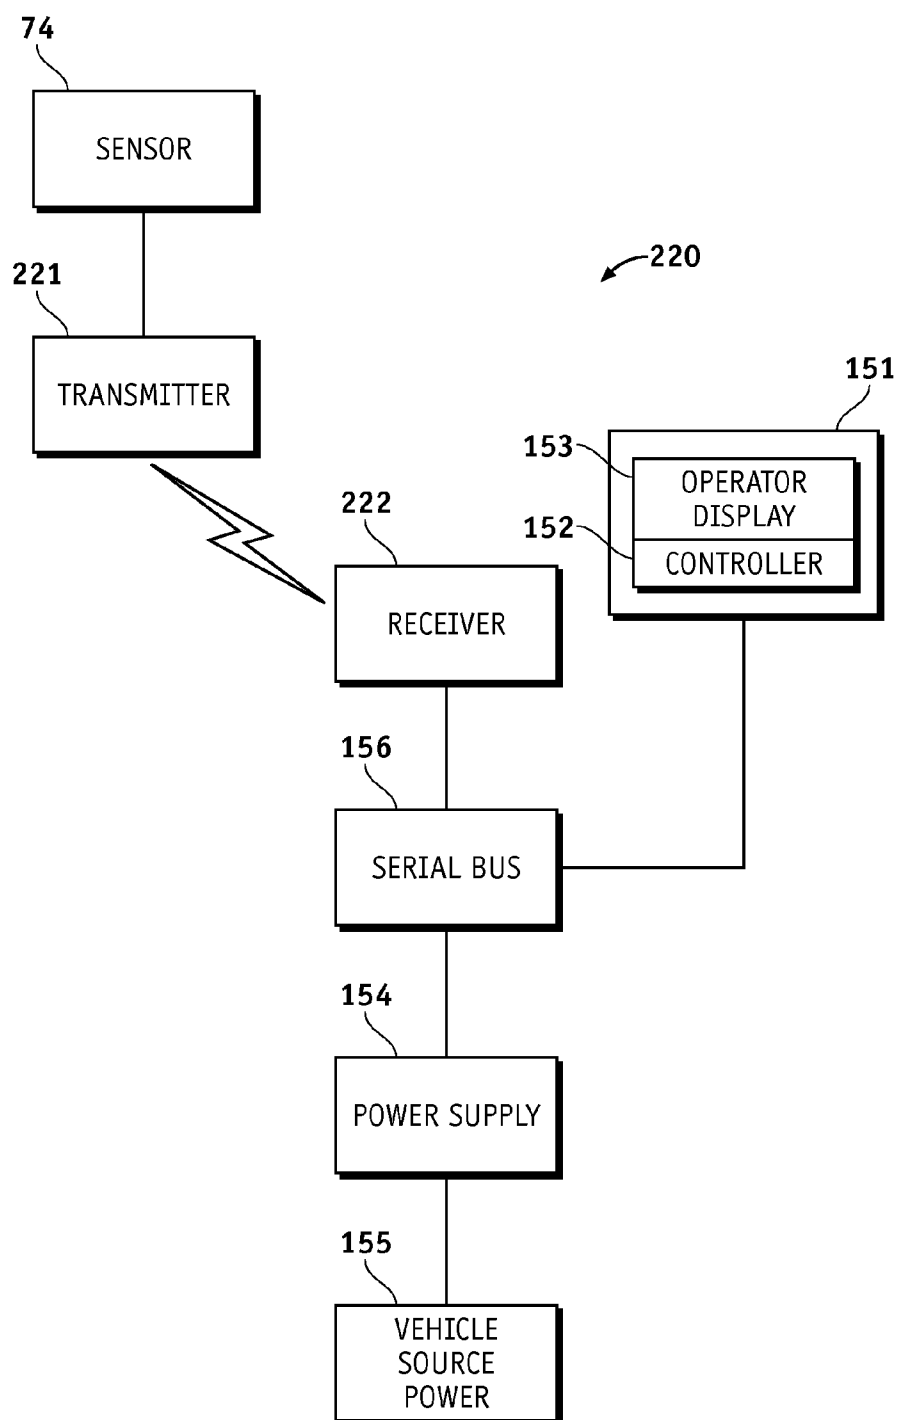 74
SENSOR
220
221
TRANSMITTER
151
153
OPERATOR
DISPLAY
152
CONTROLLER
222
RECEIVER
156
SERIAL BUS
154
POWER SUPPLY
155
VEHICLE
SOURCE
POWER